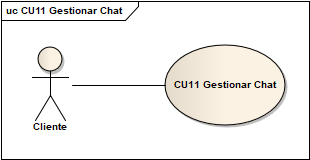 uc CU11 Gestionar Chat
CU11 Gestionar Chat
Cliente